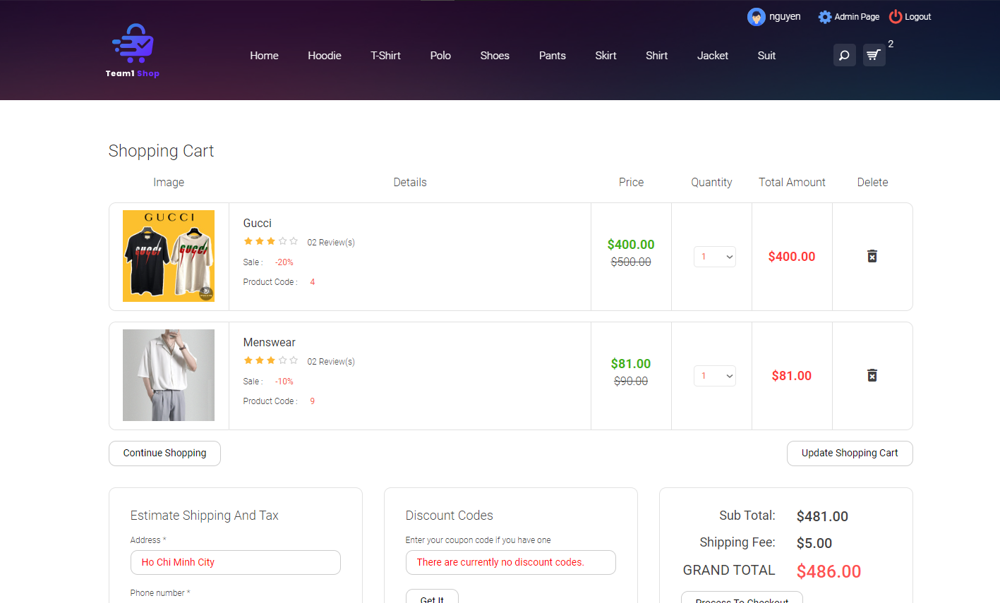 nguyen Admin Page Logout
Team1 Shop
Home Hoodie T-Shirt Polo Shoes Pants Skirt Shirt Jacket Suit
2
Shopping Cart
Image Details Price Quantity Total Amount Delete
GUCCI
GUCCI GUCCI
Gucci
02 Review(s)
Sale : -20%
Product Code : 4
$400.00
$500.00
1
$400.00
Menswear
02 Review(s)
Sale : -10%
Product Code : 9
$81.00
$90.00
1
$81.00
Continue Shopping
Update Shopping Cart
Estimate Shipping And Tax
Address *
Ho Chi Minh City
Phone number *
Discount Codes
Enter your coupon code if you have one
There are currently no discount codes.
Get It
Sub Total: $481.00
Shipping Fee: $5.00
GRAND TOTAL $486.00
Process To Checkout